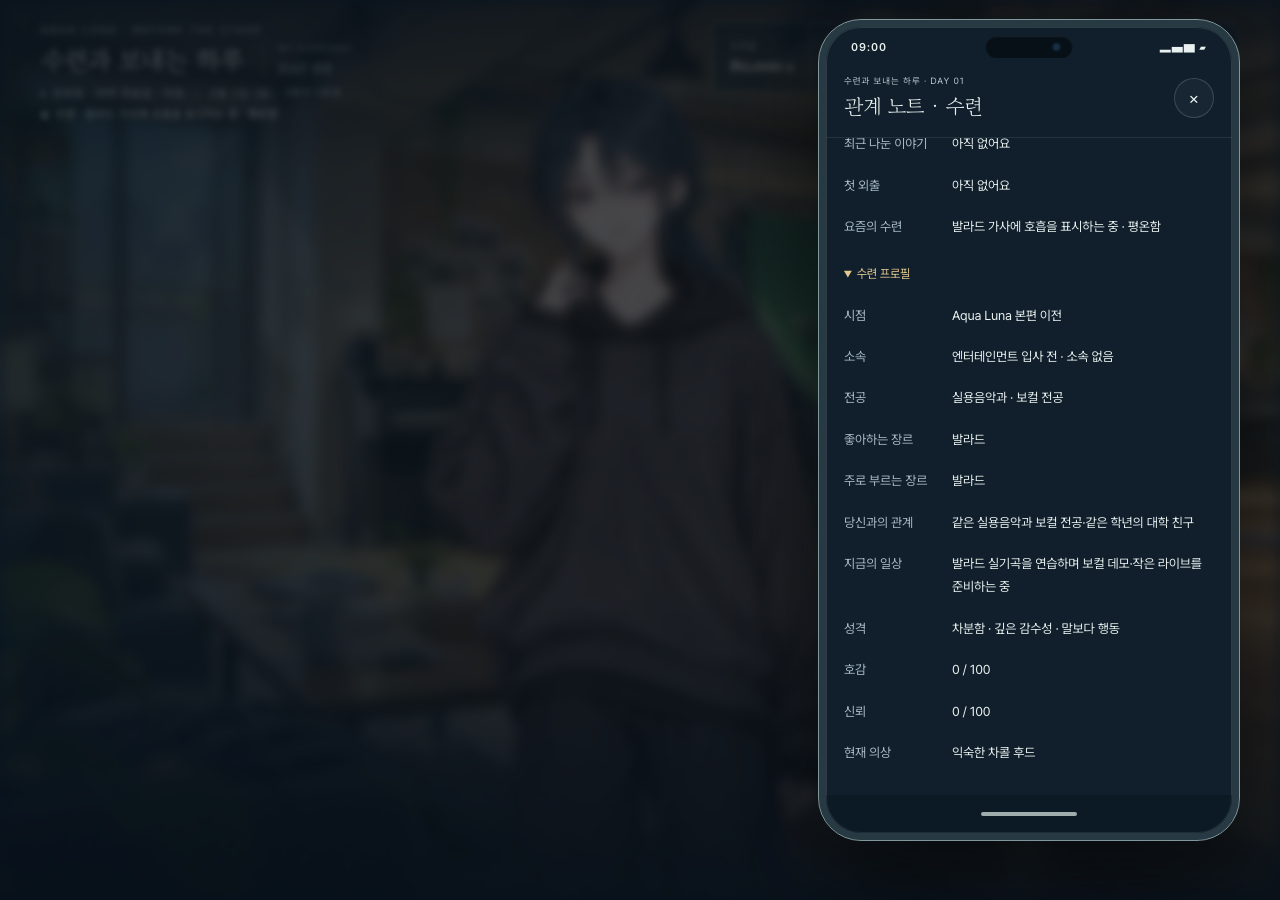 수련과 보내는 하루
09:00
수련과 보내는 하루 · DAY 01
관계 노트 · 수련
×
최근 나눈 이야기 아직 없어요
첫 외출 아직 없어요
요즘의 수련 발라드 가사에 호흡을 표시하는 중 · 평온함
▼ 수련 프로필
시점 Aqua Luna 본편 이전
소속 엔터테인먼트 입사 전 · 소속 없음
전공 실용음악과 · 보컬 전공
좋아하는 장르 발라드
주로 부르는 장르 발라드
당신과의 관계 같은 실용음악과 보컬 전공·같은 학년의 대학 친구
지금의 일상 발라드 실기곡을 연습하며 보컬 데모·작은 라이브를
준비하는 중
성격 차분함 · 깊은 감수성 · 말보다 행동
호감 0 / 100
신뢰 0 / 100
현재 의상 익숙한 차콜 후드